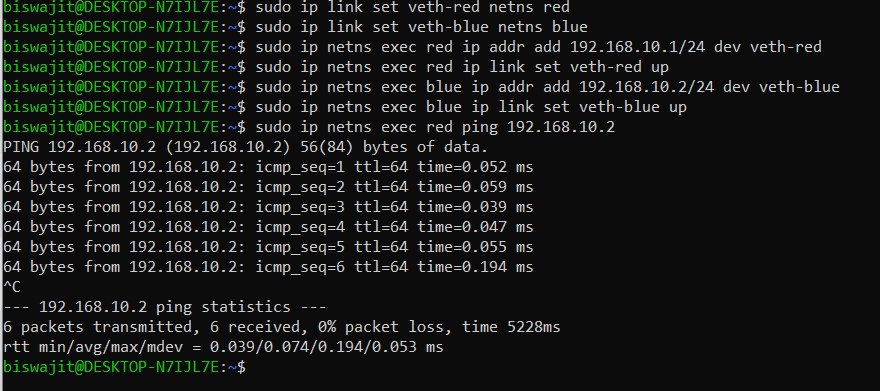 biswajit@DESKTOP-N7IJL7E:~$ sudo ip link set veth-red netns red
biswajit@DESKTOP-N7IJL7E:~$ sudo ip link set veth-blue netns blue
biswajit@DESKTOP-N7IJL7E:~$ sudo ip netns exec red ip addr add 192.168.10.1/24 dev veth-red
biswajit@DESKTOP-N7IJL7E:~$ sudo ip netns exec red ip link set veth-red up
biswajit@DESKTOP-N7IJL7E:~$ sudo ip netns exec blue ip addr add 192.168.10.2/24 dev veth-blue
biswajit@DESKTOP-N7IJL7E:~$ sudo ip netns exec blue ip link set veth-blue up
biswajit@DESKTOP-N7IJL7E:~$ sudo ip netns exec red ping 192.168.10.2
PING 192.168.10.2 (192.168.10.2) 56(84) bytes of data.
64 bytes from 192.168.10.2: icmp_seq=1 ttl=64 time=0.052 ms
64 bytes from 192.168.10.2: icmp_seq=2 ttl=64 time=0.059 ms
64 bytes from 192.168.10.2: icmp_seq=3 ttl=64 time=0.039 ms
64 bytes from 192.168.10.2: icmp_seq=4 ttl=64 time=0.047 ms
64 bytes from 192.168.10.2: icmp_seq=5 ttl=64 time=0.055 ms
64 bytes from 192.168.10.2: icmp_seq=6 ttl=64 time=0.194 ms
^C
--- 192.168.10.2 ping statistics ---
6 packets transmitted, 6 received, 0% packet loss, time 5228ms
rtt min/avg/max/mdev = 0.039/0.074/0.194/0.053 ms
biswajit@DESKTOP-N7IJL7E:~$